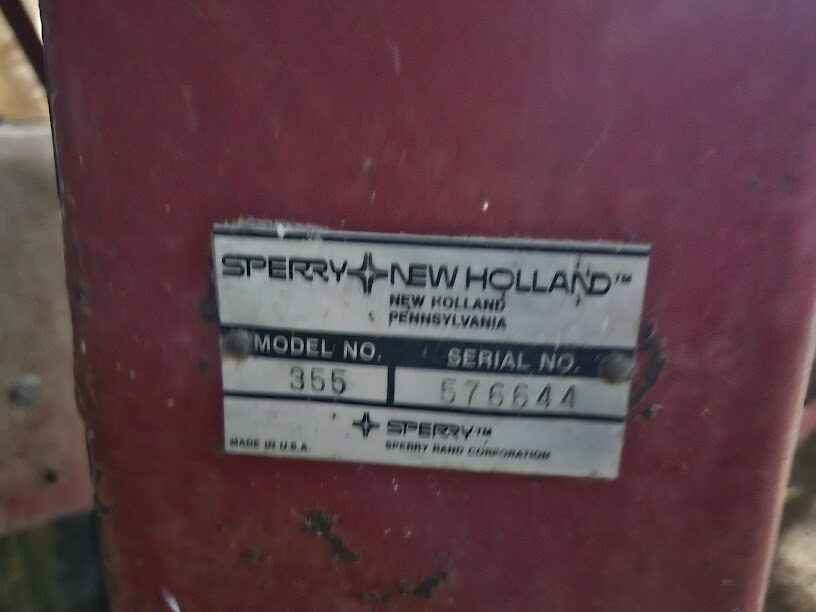 SPERRY NEW HOLLAND™
NEW HOLLAND
PENNSYLVANIA
MODEL NO. SERIAL NO.
355 576644
SPERRY™
MADE IN U.S.A. SPERRY RAND CORPORATION